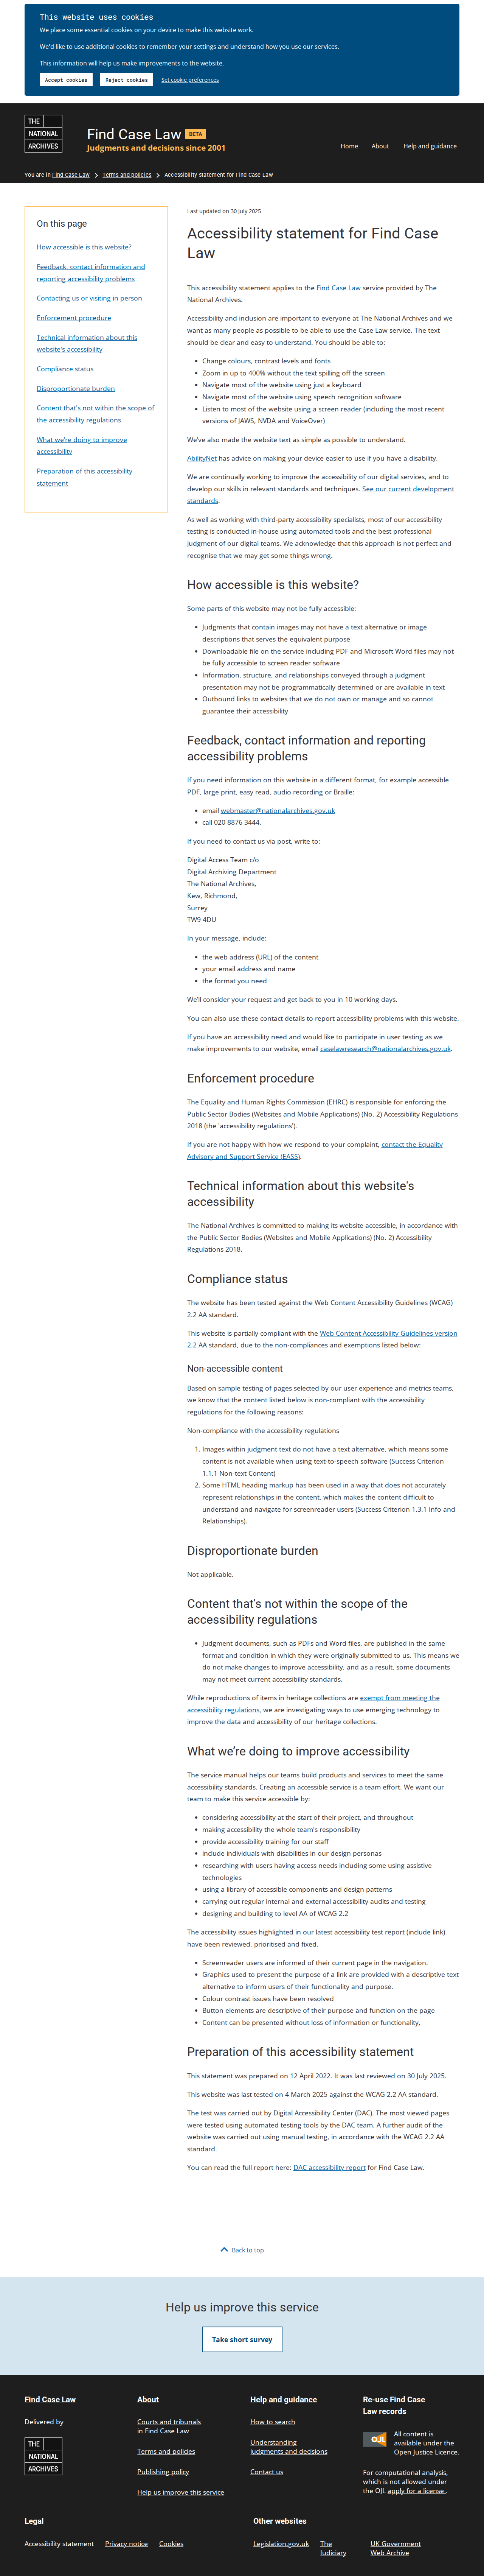 This website uses cookies
We place some essential cookies on your device to make this website work.
We'd like to use additional cookies to remember your settings and understand how you use our services.
This information will help us make improvements to the website.
Accept cookies
Reject cookies
Set cookie preferences
THE
NATIONAL
ARCHIVES
Find Case Law BETA
Judgments and decisions since 2001
Home
About
Help and guidance
You are in Find Case Law
Terms and policies
Accessibility statement for Find Case Law
On this page
How accessible is this website?
Feedback, contact information and
reporting accessibility problems
Contacting us or visiting in person
Enforcement procedure
Technical information about this
website's accessibility
Compliance status
Disproportionate burden
Content that's not within the scope of
the accessibility regulations
What we're doing to improve
accessibility
Preparation of this accessibility
statement
Last updated on 30 July 2025
Accessibility statement for Find Case
Law
This accessibility statement applies to the Find Case Law service provided by The
National Archives.
Accessibility and inclusion are important to everyone at The National Archives and we
want as many people as possible to be able to use the Case Law service. The text
should be clear and easy to understand. You should be able to:
• Change colours, contrast levels and fonts
• Zoom in up to 400% without the text spilling off the screen
• Navigate most of the website using just a keyboard
• Navigate most of the website using speech recognition software
• Listen to most of the website using a screen reader (including the most recent
versions of JAWS, NVDA and VoiceOver)
We've also made the website text as simple as possible to understand.
AbilityNet has advice on making your device easier to use if you have a disability.
We are continually working to improve the accessibility of our digital services, and to
develop our skills in relevant standards and techniques. See our current development
standards.
As well as working with third-party accessibility specialists, most of our accessibility
testing is conducted in-house using automated tools and the best professional
judgment of our digital teams. We acknowledge that this approach is not perfect and
recognise that we may get some things wrong.
How accessible is this website?
Some parts of this website may not be fully accessible:
• Judgments that contain images may not have a text alternative or image
descriptions that serves the equivalent purpose
• Downloadable file on the service including PDF and Microsoft Word files may not
be fully accessible to screen reader software
• Information, structure, and relationships conveyed through a judgment
presentation may not be programmatically determined or are available in text
• Outbound links to websites that we do not own or manage and so cannot
guarantee their accessibility
Feedback, contact information and reporting
accessibility problems
If you need information on this website in a different format, for example accessible
PDF, large print, easy read, audio recording or Braille:
• email webmaster@nationalarchives.gov.uk
• call 020 8876 3444.
If you need to contact us via post, write to:
Digital Access Team c/o
Digital Archiving Department
The National Archives,
Kew, Richmond,
Surrey
TW9 4DU
In your message, include:
• the web address (URL) of the content
• your email address and name
• the format you need
We'll consider your request and get back to you in 10 working days.
You can also use these contact details to report accessibility problems with this website.
If you have an accessibility need and would like to participate in user testing as we
make improvements to our website, email caselawresearch@nationalarchives.gov.uk.
Enforcement procedure
The Equality and Human Rights Commission (EHRC) is responsible for enforcing the
Public Sector Bodies (Websites and Mobile Applications) (No. 2) Accessibility Regulations
2018 (the 'accessibility regulations').
If you are not happy with how we respond to your complaint, contact the Equality
Advisory and Support Service (EASS).
Technical information about this website's
accessibility
The National Archives is committed to making its website accessible, in accordance with
the Public Sector Bodies (Websites and Mobile Applications) (No. 2) Accessibility
Regulations 2018.
Compliance status
The website has been tested against the Web Content Accessibility Guidelines (WCAG)
2.2 AA standard.
This website is partially compliant with the Web Content Accessibility Guidelines version
2.2 AA standard, due to the non-compliances and exemptions listed below:
Non-accessible content
Based on sample testing of pages selected by our user experience and metrics teams,
we know that the content listed below is non-compliant with the accessibility
regulations for the following reasons:
Non-compliance with the accessibility regulations
1. Images within judgment text do not have a text alternative, which means some
content is not available when using text-to-speech software (Success Criterion
1.1.1 Non-text Content)
2. Some HTML heading markup has been used in a way that does not accurately
represent relationships in the content, which makes the content difficult to
understand and navigate for screenreader users (Success Criterion 1.3.1 Info and
Relationships).
Disproportionate burden
Not applicable.
Content that's not within the scope of the
accessibility regulations
• Judgment documents, such as PDFs and Word files, are published in the same
format and condition in which they were originally submitted to us. This means we
do not make changes to improve accessibility, and as a result, some documents
may not meet current accessibility standards.
While reproductions of items in heritage collections are exempt from meeting the
accessibility regulations, we are investigating ways to use emerging technology to
improve the data and accessibility of our heritage collections.
What we're doing to improve accessibility
The service manual helps our teams build products and services to meet the same
accessibility standards. Creating an accessible service is a team effort. We want our
team to make this service accessible by:
• considering accessibility at the start of their project, and throughout
• making accessibility the whole team's responsibility
• provide accessibility training for our staff
• include individuals with disabilities in our design personas
• researching with users having access needs including some using assistive
technologies
• using a library of accessible components and design patterns
• carrying out regular internal and external accessibility audits and testing
• designing and building to level AA of WCAG 2.2
The accessibility issues highlighted in our latest accessibility test report (include link)
have been reviewed, prioritised and fixed.
• Screenreader users are informed of their current page in the navigation.
• Graphics used to present the purpose of a link are provided with a descriptive text
alternative to inform users of their functionality and purpose.
• Colour contrast issues have been resolved
• Button elements are descriptive of their purpose and function on the page
• Content can be presented without loss of information or functionality,
Preparation of this accessibility statement
This statement was prepared on 12 April 2022. It was last reviewed on 30 July 2025.
This website was last tested on 4 March 2025 against the WCAG 2.2 AA standard.
The test was carried out by Digital Accessibility Center (DAC). The most viewed pages
were tested using automated testing tools by the DAC team. A further audit of the
website was carried out using manual testing, in accordance with the WCAG 2.2 AA
standard.
You can read the full report here: DAC accessibility report for Find Case Law.
Back to top
Help us improve this service
Take short survey
Find Case Law
Delivered by
THE
NATIONAL
ARCHIVES
About
Courts and tribunals
in Find Case Law
Terms and policies
Publishing policy
Help us improve this service
Help and guidance
How to search
Understanding
judgments and decisions
Contact us
Re-use Find Case
Law records
OJL
All content is
available under the
Open Justice Licence.
For computational analysis,
which is not allowed under
the OJL apply for a license .
Legal
Accessibility statement
Privacy notice
Cookies
Other websites
Legislation.gov.uk
The
Judiciary
UK Government
Web Archive